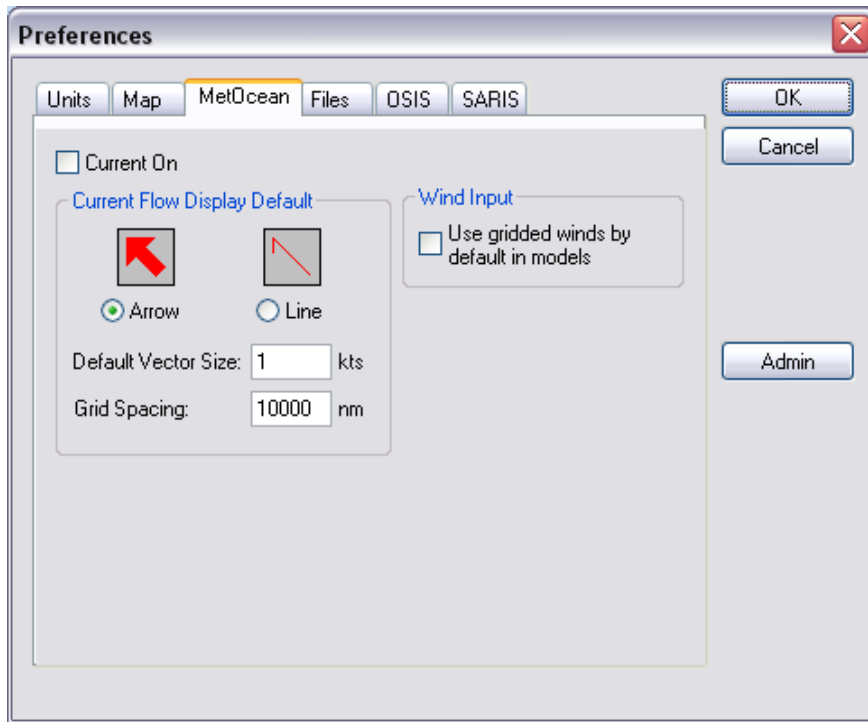 Preferences
Units Map MetOcean Files OSIS SARIS
OK
Cancel
Current On
Current Flow Display Default
Wind Input
Use gridded winds by
default in models
Arrow Line
Default Vector Size: 1 kts
Grid Spacing: 10000 nm
Admin